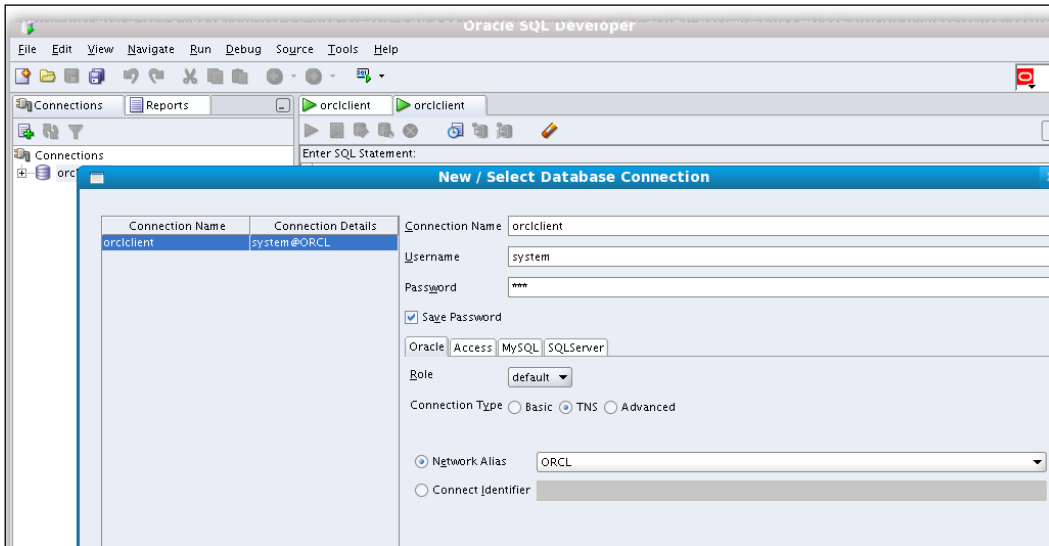 Oracle SQL Developer
File Edit View Navigate Run Debug Source Tools Help
Connections Reports orclclient orclclient
Connections Enter SQL Statement:
orc
New / Select Database Connection
Connection Name Connection Details Connection Name orclclient
orclclient system@ORCL
Username system
Password ***
Save Password
Oracle Access MySQL SQLServer
Role default
Connection Type Basic TNS Advanced
Network Alias ORCL
Connect Identifier